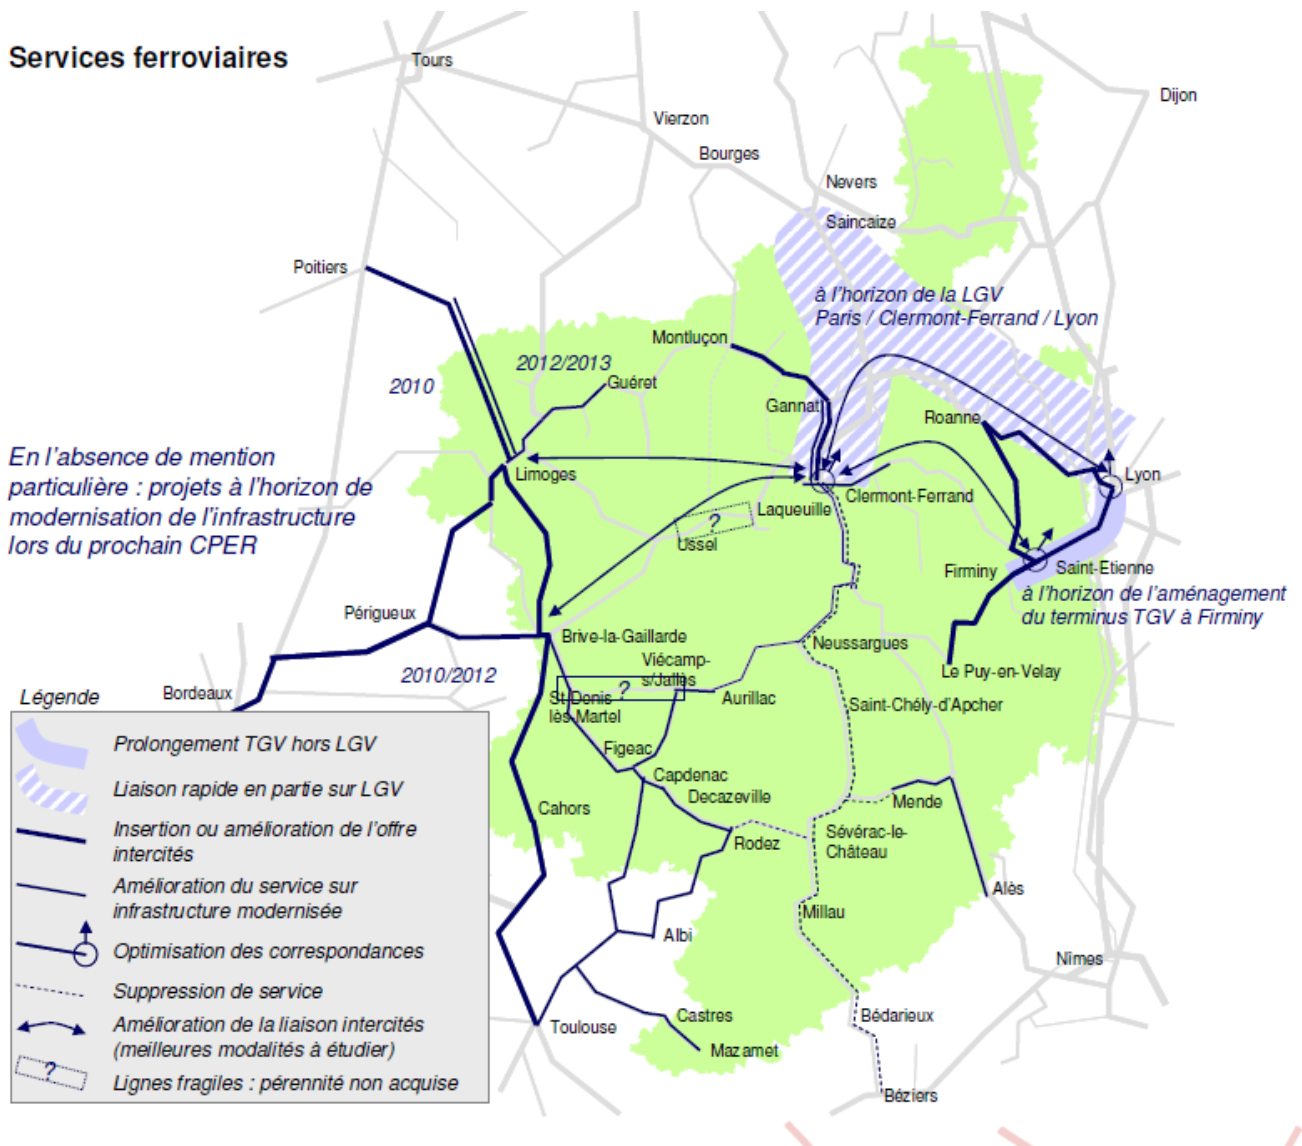 Services ferroviaires
Tours
Dijon
Vierzon
Bourges
Nevers
Saincaize
Poitiers
à l'horizon de la LGV
Paris / Clermont-Ferrand / Lyon
Montluçon
2012/2013
2010
Guéret
Gannat
Roanne
En l'absence de mention
particulière : projets à l'horizon de
modernisation de l'infrastructure
lors du prochain CPER
Limoges
Lyon
Clermont-Ferrand
Laqueuille
?
Ussel
Firminy
Saint-Etienne
à l'horizon de l'aménagement
du terminus TGV à Firminy
Périgueux
Brive-la-Gaillarde
Neussargues
2010/2012
Viécamp-
s/Jallès
Le Puy-en-Velay
?
Bordeaux
St-Denis
lès-Martel
Aurillac
Saint-Chély-d'Apcher
Figeac
Capdenac
Decazeville
Mende
Cahors
Rodez
Sévérac-le-
Château
Alès
Millau
Albi
Nîmes
Castres
Bédarieux
Toulouse
Mazamet
Béziers
Légende
Prolongement TGV hors LGV
Liaison rapide en partie sur LGV
Insertion ou amélioration de l'offre
intercités
Amélioration du service sur
infrastructure modernisée
Optimisation des correspondances
Suppression de service
Amélioration de la liaison intercités
(meilleures modalités à étudier)
?
Lignes fragiles : pérennité non acquise